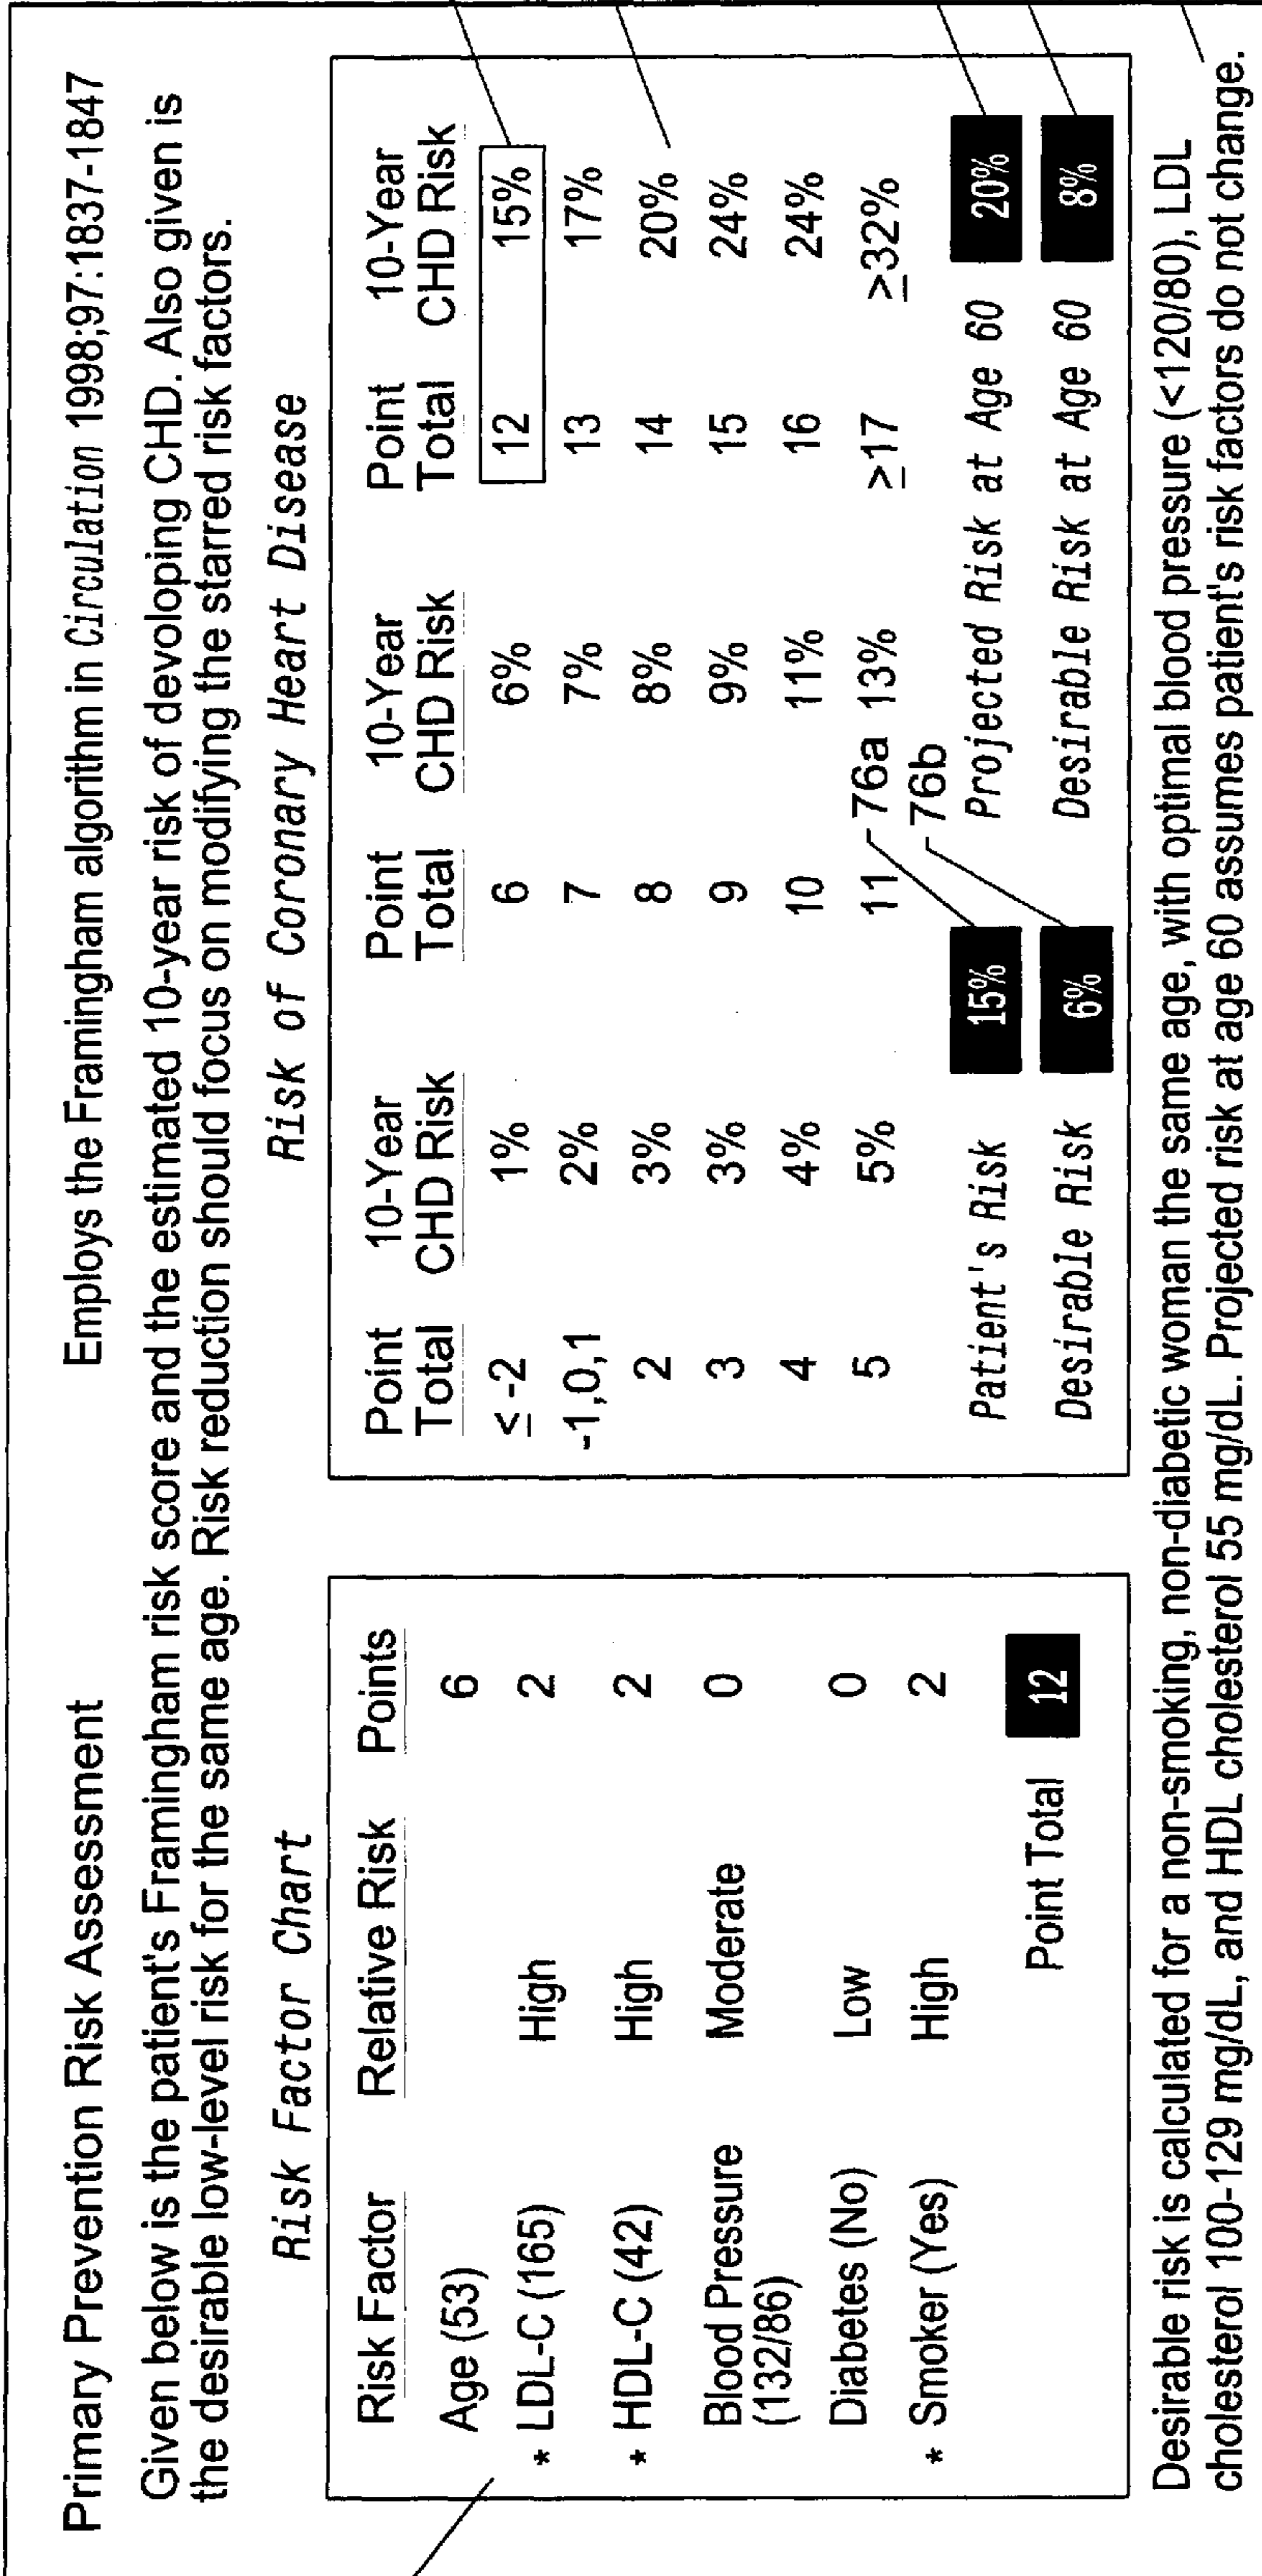 Primary Prevention Risk Assessment Employs the Framingham algorithm in Circulation 1998;97:1837-1847
Given below is the patient's Framingham risk score and the estimated 10-year risk of devoloping CHD. Also given is
the desirable low-level risk for the same age. Risk reduction should focus on modifying the starred risk factors.
Risk Factor Chart
Risk Factor Relative Risk Points
Age (53) 6
* LDL-C (165) High 2
* HDL-C (42) High 2
Blood Pressure Moderate 0
(132/86)
Diabetes (No) Low 0
* Smoker (Yes) High 2
Point Total 12
Risk of Coronary Heart Disease
Point 10-Year Point 10-Year Point 10-Year
Total CHD Risk Total CHD Risk Total CHD Risk
≤ -2 1% 6 6% 12 15%
-1,0,1 2% 7 7% 13 17%
2 3% 8 8% 14 20%
3 3% 9 9% 15 24%
4 4% 10 11% 16 24%
5 5% 11 13% ≥17 ≥32%
76a
76b
Patient's Risk 15% Projected Risk at Age 60 20%
Desirable Risk 6% Desirable Risk at Age 60 8%
Desirable risk is calculated for a non-smoking, non-diabetic woman the same age, with optimal blood pressure (<120/80), LDL
cholesterol 100-129 mg/dL, and HDL cholesterol 55 mg/dL. Projected risk at age 60 assumes patient's risk factors do not change.